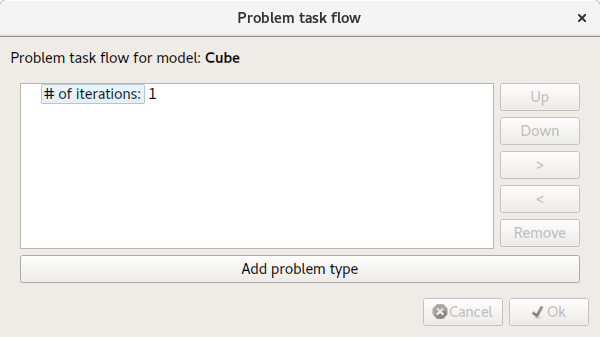 Problem task flow
Problem task flow for model: Cube
# of iterations: 1
Up
Down
>
<
Remove
Add problem type
Cancel
Ok